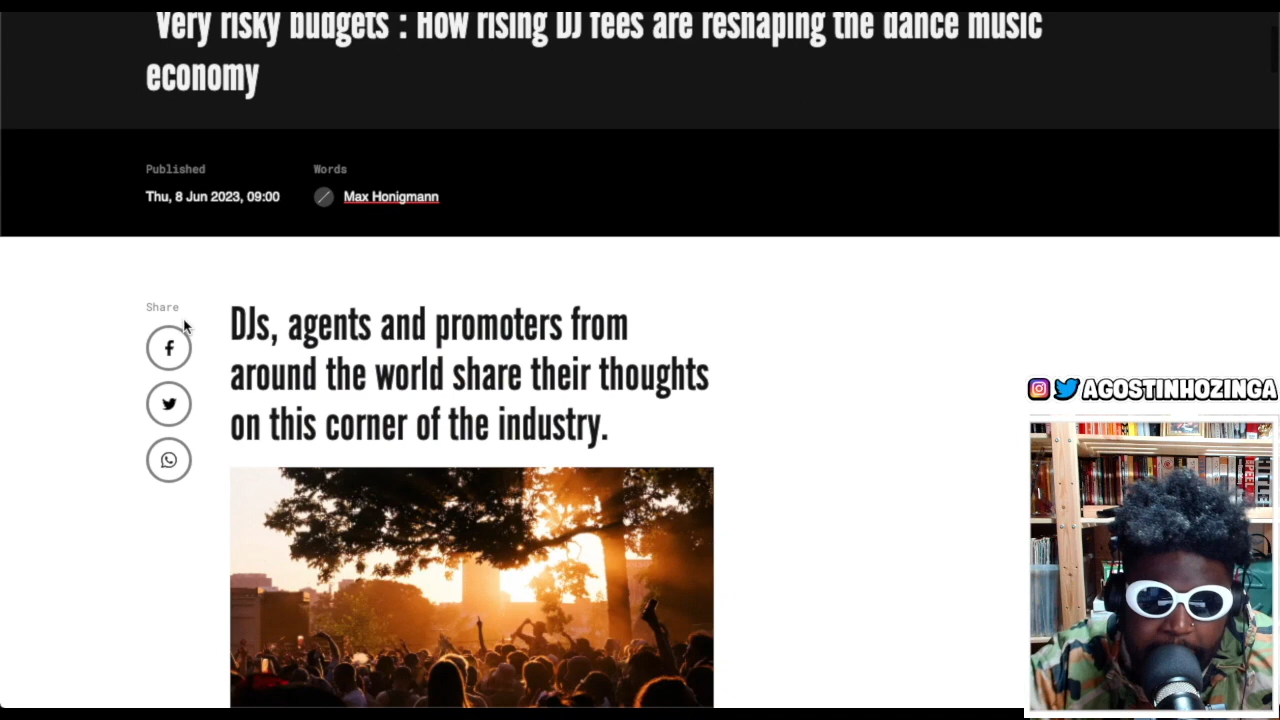 'Very risky budgets': How rising DJ fees are reshaping the dance music
economy
Published
Words
Thu, 8 Jun 2023, 09:00
Max Honigmann
Share
DJs, agents and promoters from
around the world share their thoughts
on this corner of the industry.
AGOSTINHOZINGA